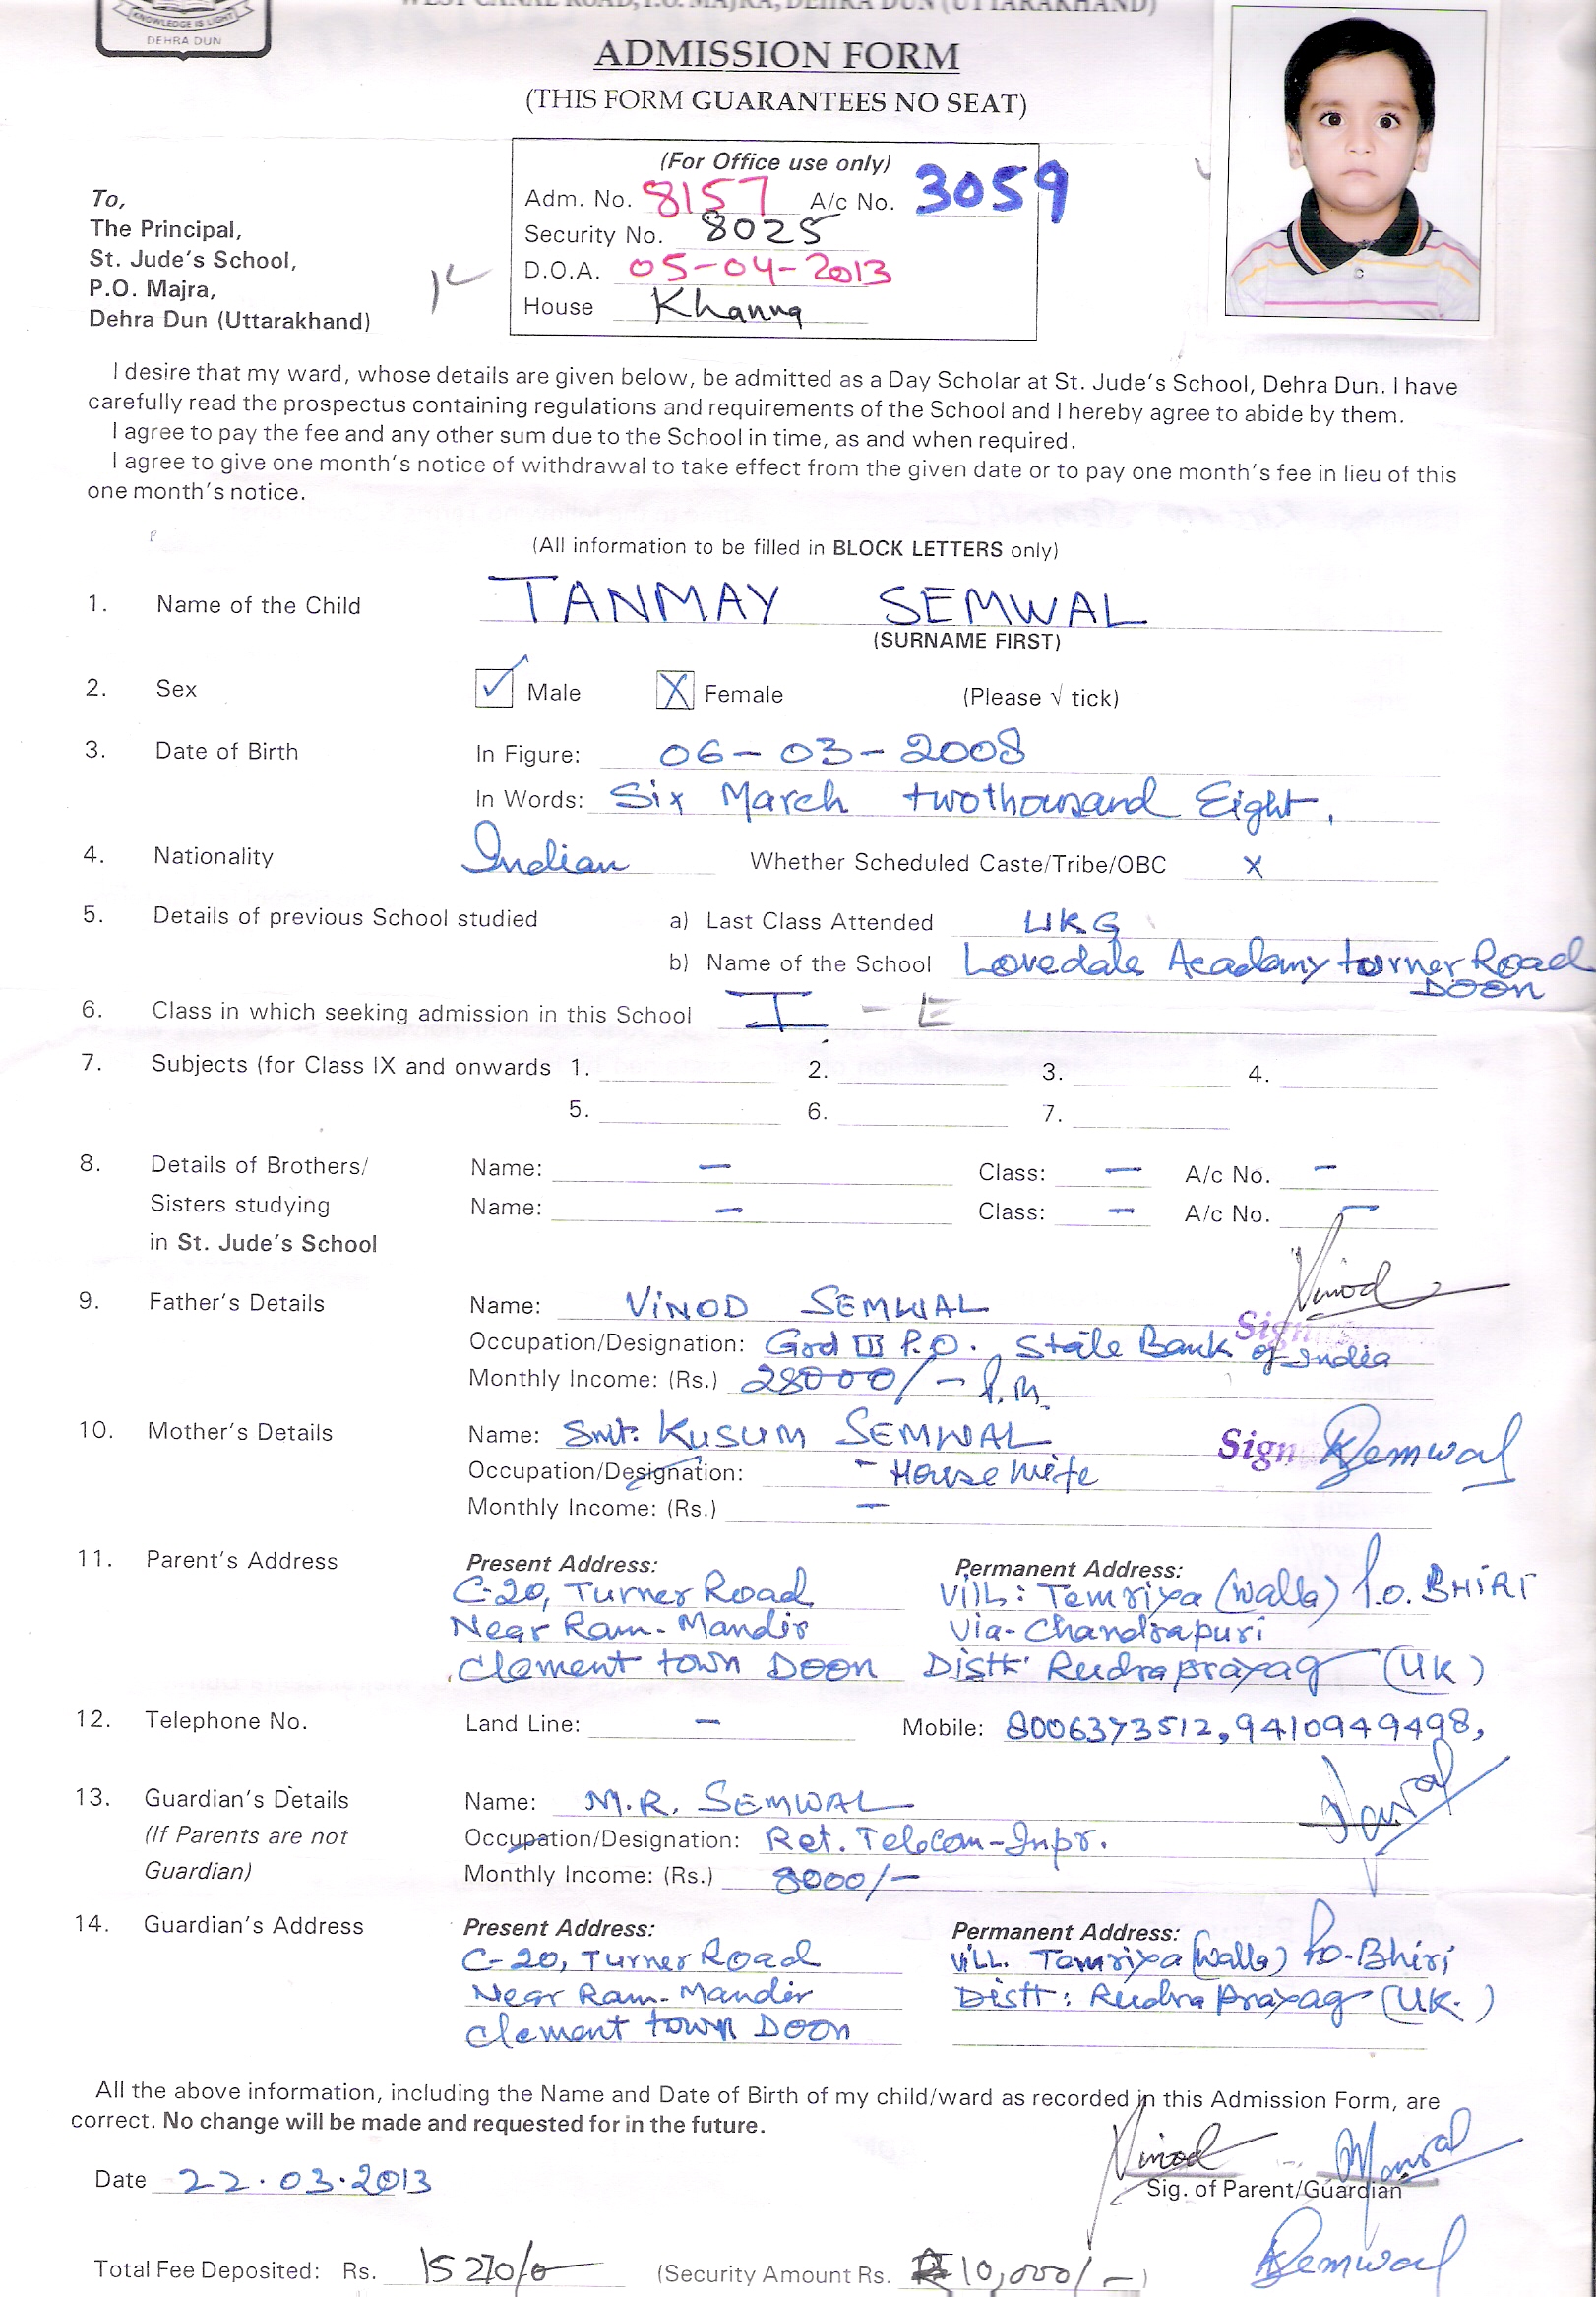 KNOWLEDGE IS LIGHT
DEHRA DUN
WEST CANAL ROAD, P.O. MAJRA, DEHRA DUN (UTTARAKHAND)
ADMISSION FORM
(THIS FORM GUARANTEES NO SEAT)
(For Office use only)
Adm. No. 8157 A/c No. 3059
Security No. 8025
D.O.A. 05-04-2013
House Khanna
To,
The Principal,
St. Jude's School,
P.O. Majra,
Dehra Dun (Uttarakhand)
I desire that my ward, whose details are given below, be admitted as a Day Scholar at St. Jude's School, Dehra Dun. I have
carefully read the prospectus containing regulations and requirements of the School and I hereby agree to abide by them.
I agree to pay the fee and any other sum due to the School in time, as and when required.
I agree to give one month's notice of withdrawal to take effect from the given date or to pay one month's fee in lieu of this
one month's notice.
(All information to be filled in BLOCK LETTERS only)
1. Name of the Child TANMAY SEMWAL
(SURNAME FIRST)
2. Sex ✓ Male X Female (Please √ tick)
3. Date of Birth In Figure: 06-03-2008
In Words: Six March twothousand Eight.
4. Nationality Indian Whether Scheduled Caste/Tribe/OBC x
5. Details of previous School studied a) Last Class Attended UKG
b) Name of the School Lovedale Acadamy turner Road
DOON
6. Class in which seeking admission in this School I - E
7. Subjects (for Class IX and onwards 1. 2. 3. 4.
5. 6. 7.
8. Details of Brothers/ Name: — Class: — A/c No. —
Sisters studying Name: — Class: — A/c No. —
in St. Jude's School
Vinod
9. Father's Details Name: VINOD SEMWAL
Sign
Occupation/Designation: Grd III P.O. State Bank of India
Monthly Income: (Rs.) 28000/- P.M.
10. Mother's Details Name: Smt. KUSUM SEMWAL Sign KSemwal
Occupation/Designation: - House Wife
Monthly Income: (Rs.) —
11. Parent's Address Present Address: Permanent Address:
C-20, Turner Road Vill: Temriya (Walla) P.O. BHIRI
Near Ram-Mandir Via-Chandrapuri
Clement town Doon Distt: Rudraprayag (UK)
12. Telephone No. Land Line: — Mobile: 8006373512, 9410949498,
13. Guardian's Details Name: M.R. SEMWAL
(If Parents are not Occupation/Designation: Ret. Telecom-Inpr.
Guardian) Monthly Income: (Rs.) 8000/-
14. Guardian's Address Present Address: Permanent Address:
C-20, Turner Road Vill. Temriya (Walla) PO-Bhiri
Near Ram-Mandir Distt: Rudraprayag (UK.)
Clement town Doon
All the above information, including the Name and Date of Birth of my child/ward as recorded in this Admission Form, are
correct. No change will be made and requested for in the future.
Vinod
Date 22.03.2013
Sig. of Parent/Guardian
KSemwal
Total Fee Deposited: Rs. 15270/- (Security Amount Rs. 10,000/-)